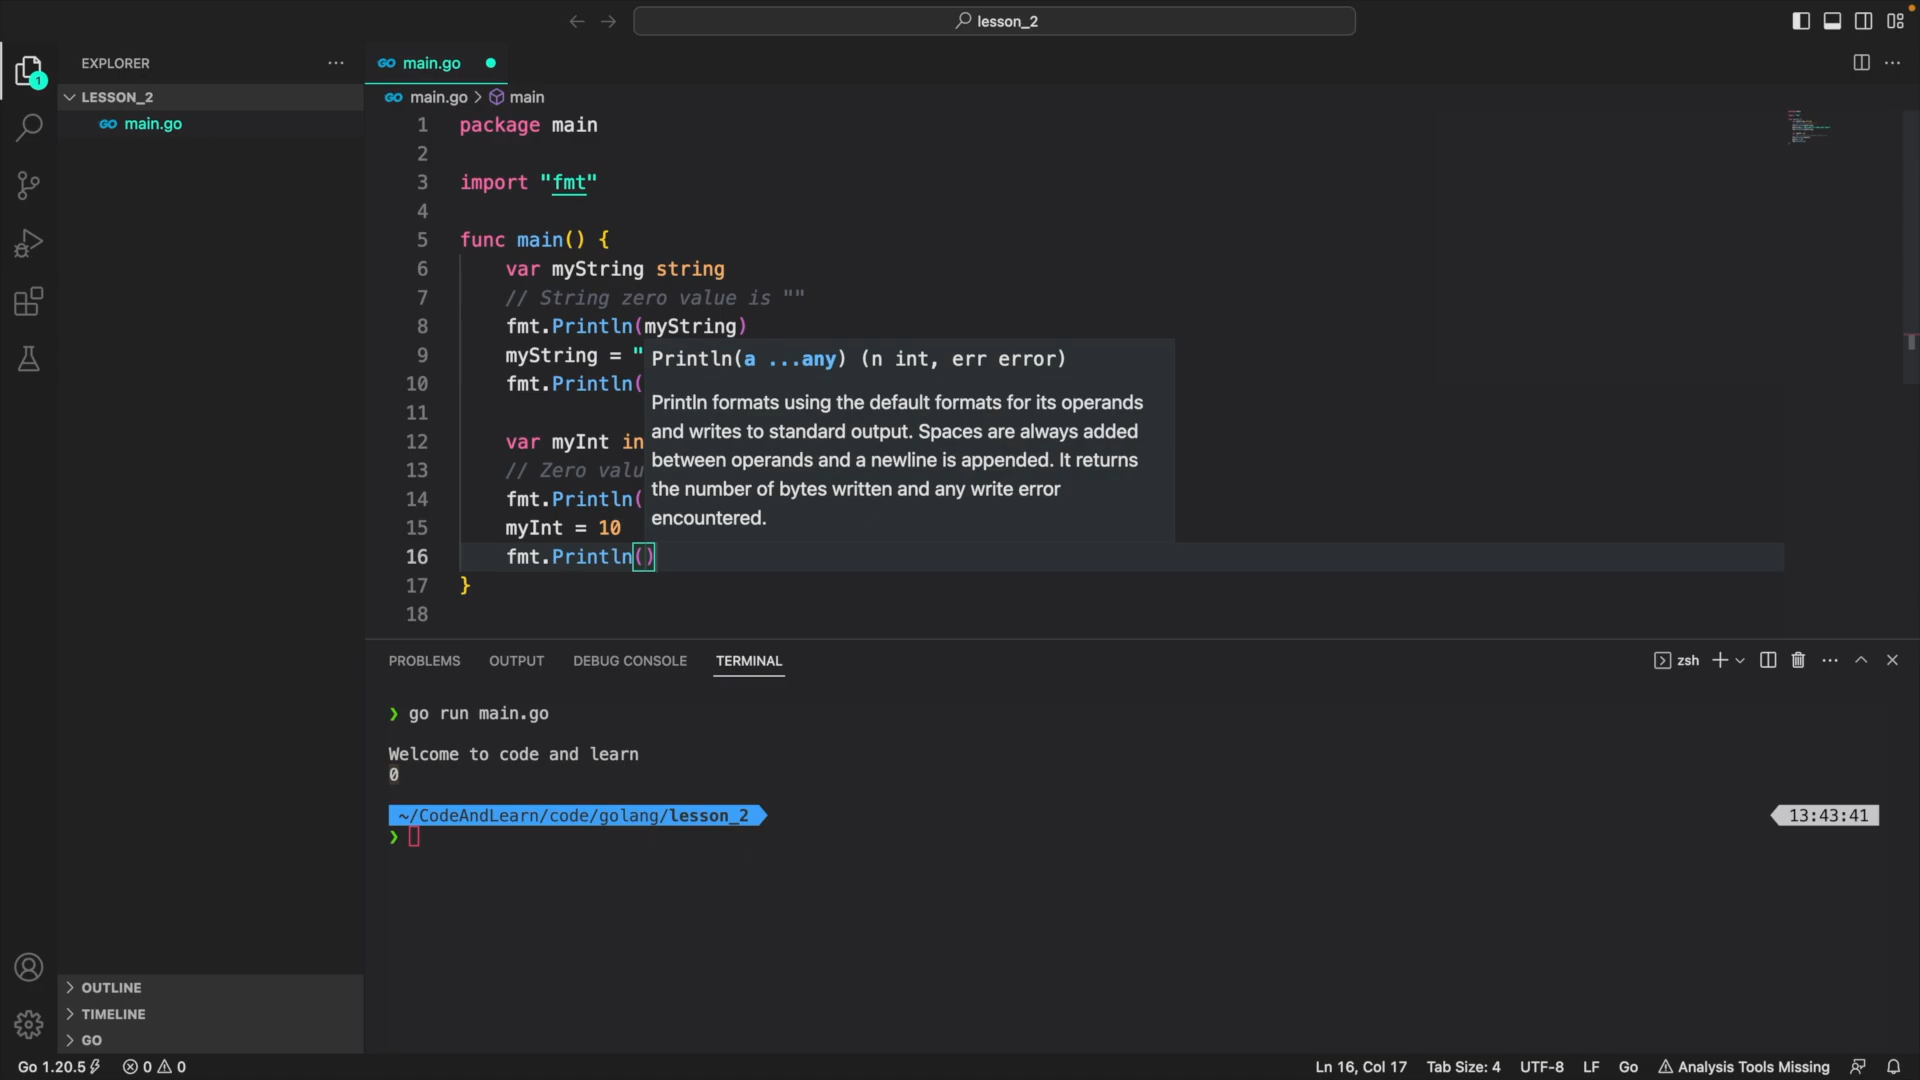 lesson_2
EXPLORER
LESSON_2
GO main.go
GO main.go
GO main.go > main
1 package main
2
3 import "fmt"
4
5 func main() {
6 var myString string
7 // String zero value is ""
8 fmt.Println(myString)
9 myString = "
10 fmt.Println(
11
12 var myInt in
13 // Zero valu
14 fmt.Println(
15 myInt = 10
16 fmt.Println()
17 }
18
Println(a ...any) (n int, err error)
Println formats using the default formats for its operands
and writes to standard output. Spaces are always added
between operands and a newline is appended. It returns
the number of bytes written and any write error
encountered.
1
PROBLEMS OUTPUT DEBUG CONSOLE TERMINAL
zsh
❯ go run main.go
Welcome to code and learn
0
~/CodeAndLearn/code/golang/lesson_2
13:43:41
❯
OUTLINE
TIMELINE
GO
Go 1.20.5 0 0
Ln 16, Col 17 Tab Size: 4 UTF-8 LF Go Analysis Tools Missing